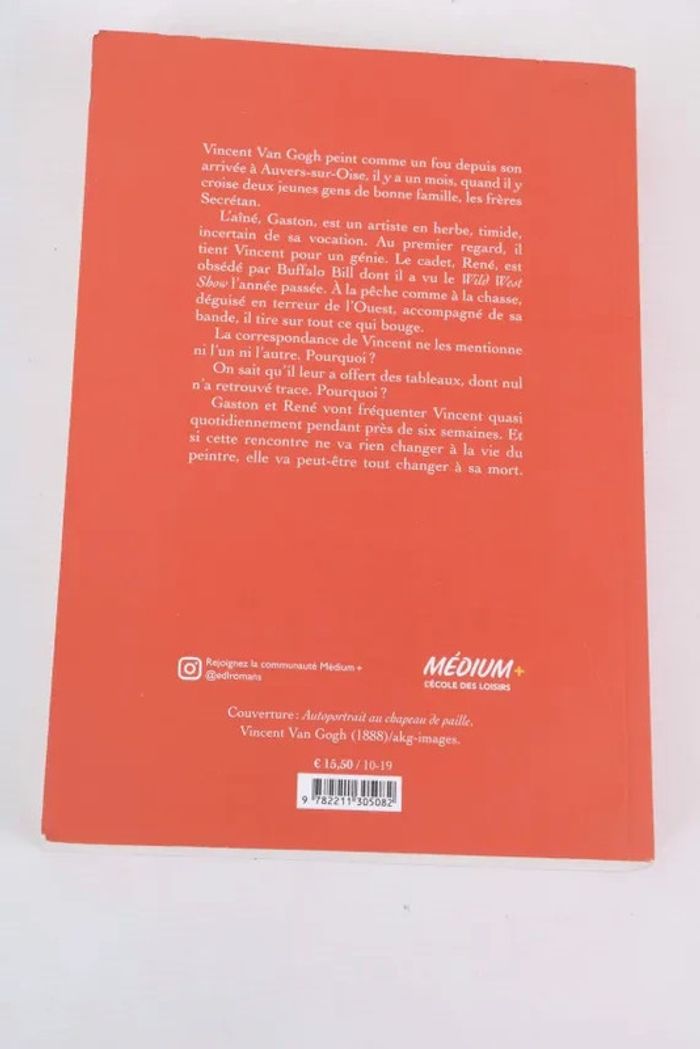 Vincent Van Gogh peint comme un fou depuis son
arrivée à Auvers-sur-Oise, il y a un mois, quand il y
croise deux jeunes gens de bonne famille, les frères
Secrétan.
L'aîné, Gaston, est un artiste en herbe, timide,
incertain de sa vocation. Au premier regard, il
tient Vincent pour un génie. Le cadet, René, est
obsédé par Buffalo Bill dont il a vu le Wild West
Show l'année passée. À la pêche comme à la chasse,
déguisé en terreur de l'Ouest, accompagné de sa
bande, il tire sur tout ce qui bouge.
La correspondance de Vincent ne les mentionne
ni l'un ni l'autre. Pourquoi ?
On sait qu'il leur a offert des tableaux, dont nul
n'a retrouvé trace. Pourquoi ?
Gaston et René vont fréquenter Vincent quasi
quotidiennement pendant près de six semaines. Et
si cette rencontre ne va rien changer à la vie du
peintre, elle va peut-être tout changer à sa mort.
Rejoignez la communauté Médium +
@edlromans
MÉDIUM+
L'ÉCOLE DES LOISIRS
Couverture : Autoportrait au chapeau de paille,
Vincent Van Gogh (1888)/akg-images.
€ 15,50 / 10-19
9 782211 305082